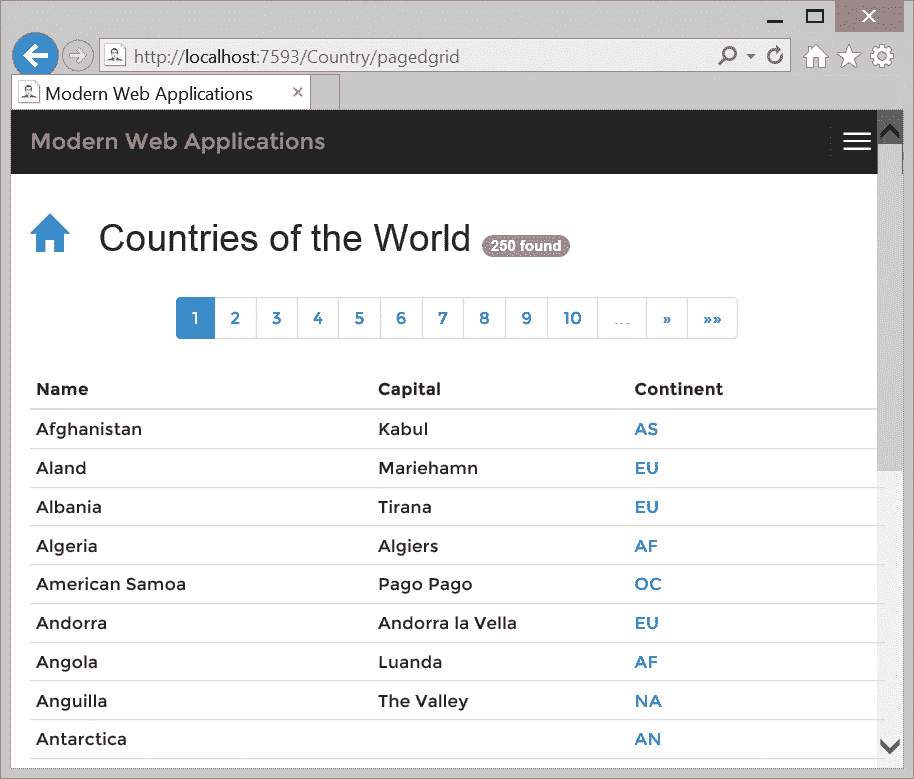 http://localhost:7593/Country/pagedgrid
Modern Web Applications ×
Modern Web Applications
Countries of the World 250 found
1 2 3 4 5 6 7 8 9 10 ... » »»
Name Capital Continent
Afghanistan Kabul AS
Aland Mariehamn EU
Albania Tirana EU
Algeria Algiers AF
American Samoa Pago Pago OC
Andorra Andorra la Vella EU
Angola Luanda AF
Anguilla The Valley NA
Antarctica AN